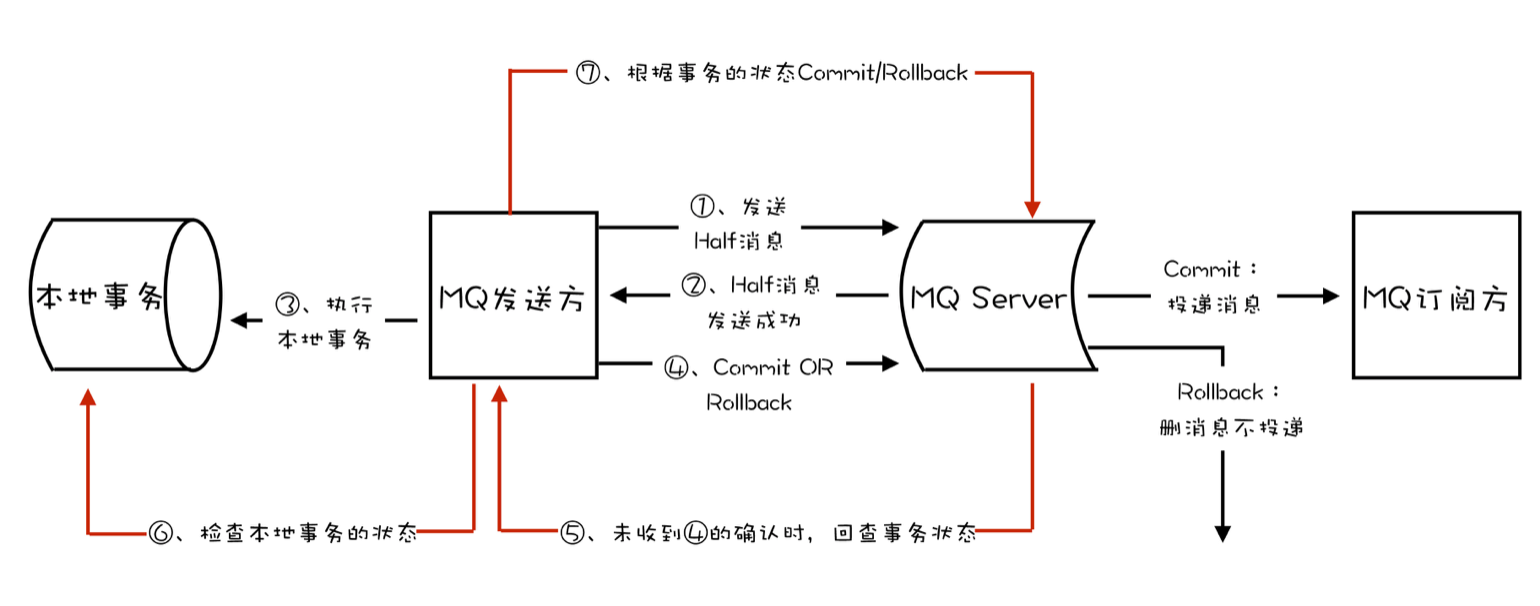 ⑦、根据事务的状态Commit/Rollback
①、发送
Half消息
②、Half消息
发送成功
④、Commit OR
Rollback
本地事务
③、执行
本地事务
MQ发送方
MQ Server
Commit：
投递消息
MQ订阅方
Rollback：
删消息不投递
⑥、检查本地事务的状态
⑤、未收到④的确认时，回查事务状态